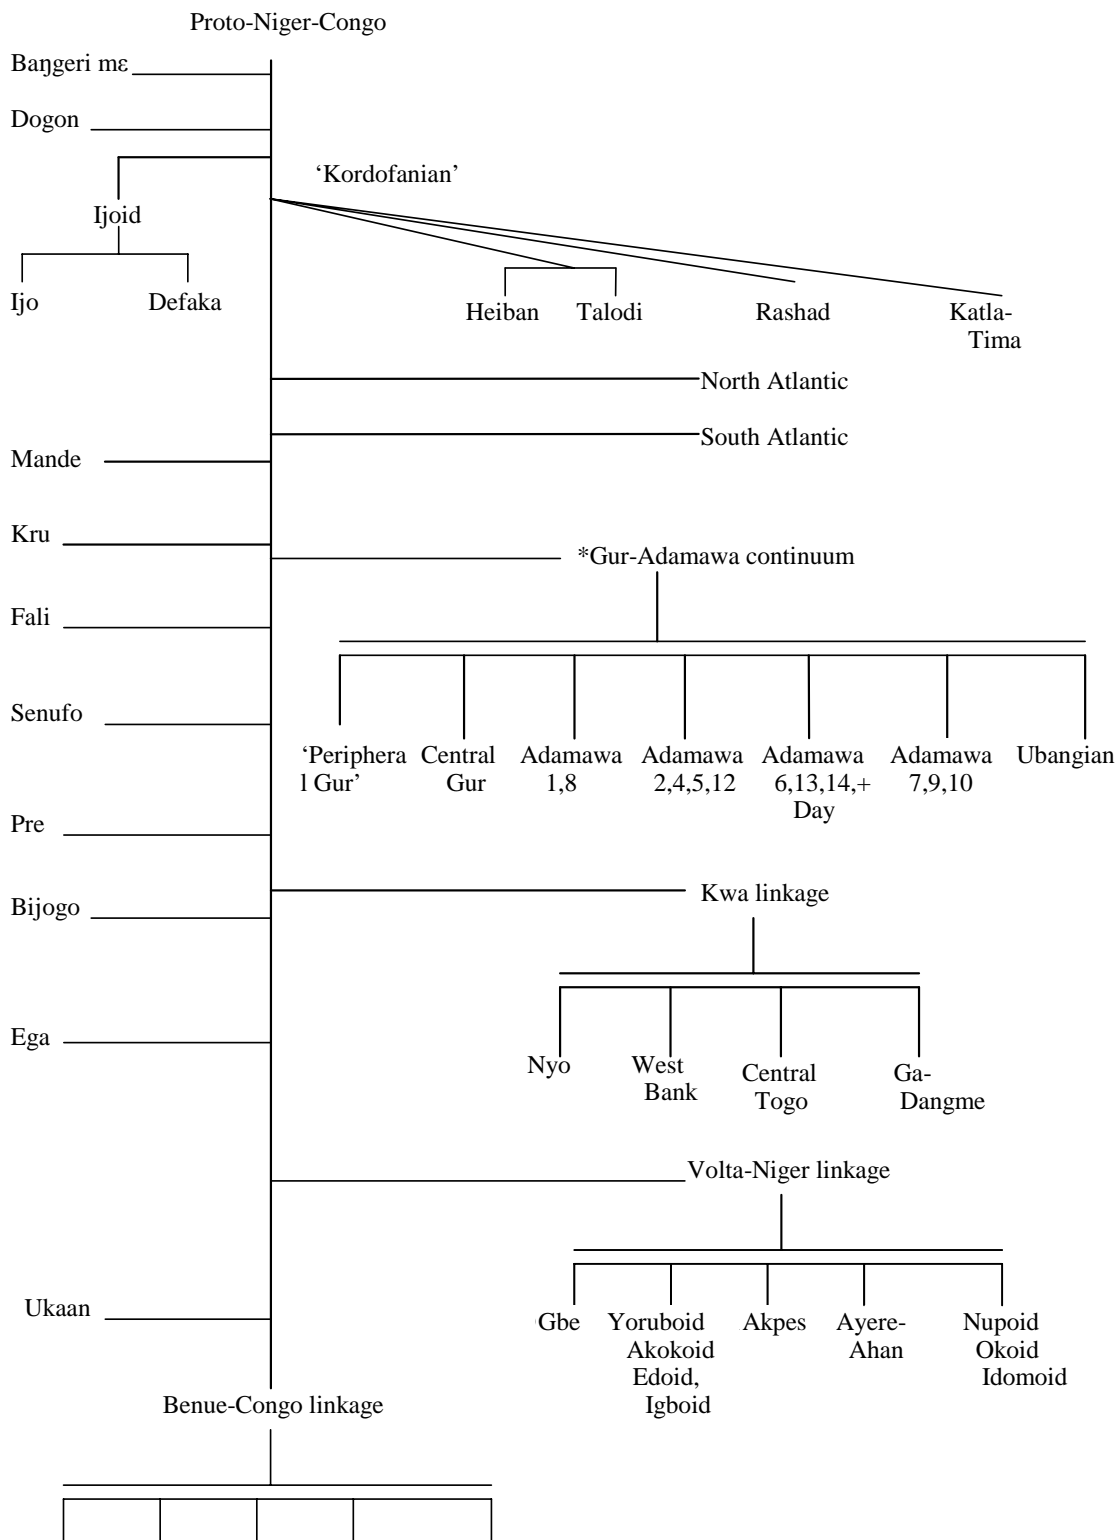 Proto-Niger-Congo
Baŋgeri mɛ
Dogon
‘Kordofanian’
Ijoid
Ijo
Defaka
Heiban
Talodi
Rashad
Katla-
Tima
North Atlantic
South Atlantic
Mande
Kru
*Gur-Adamawa continuum
Fali
Senufo
‘Periphera
l Gur’
Central
Gur
Adamawa
1,8
Adamawa
2,4,5,12
Adamawa
6,13,14,+
Day
Adamawa
7,9,10
Ubangian
Pre
Kwa linkage
Bijogo
Ega
Nyo
West
Bank
Central
Togo
Ga-
Dangme
Volta-Niger linkage
Ukaan
Gbe
Yoruboid
Akokoid
Edoid,
Igboid
Akpes
Ayere-
Ahan
Nupoid
Okoid
Idomoid
Benue-Congo linkage